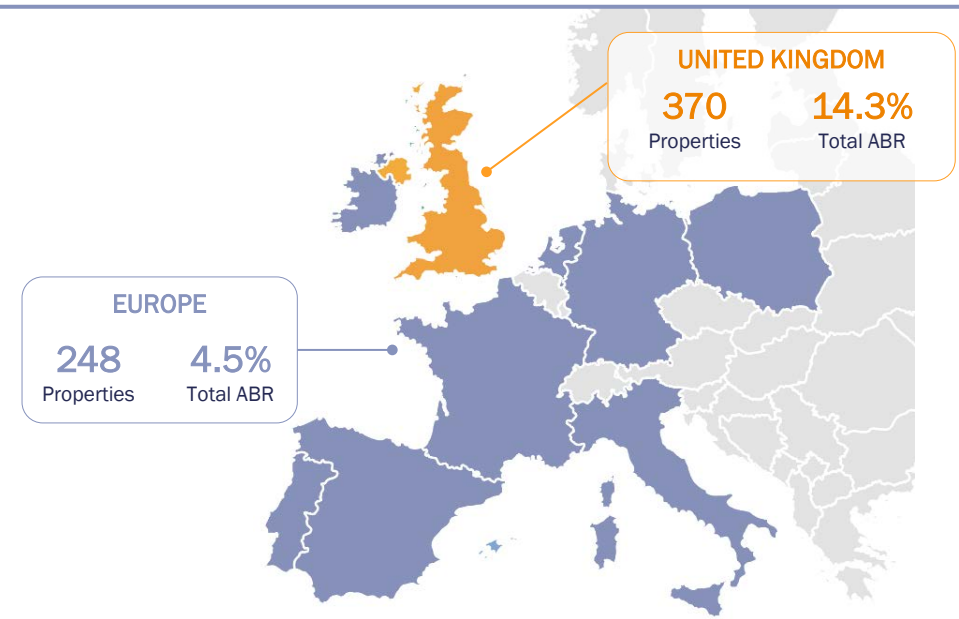 UNITED KINGDOM
370 14.3%
Properties Total ABR
EUROPE
248 4.5%
Properties Total ABR